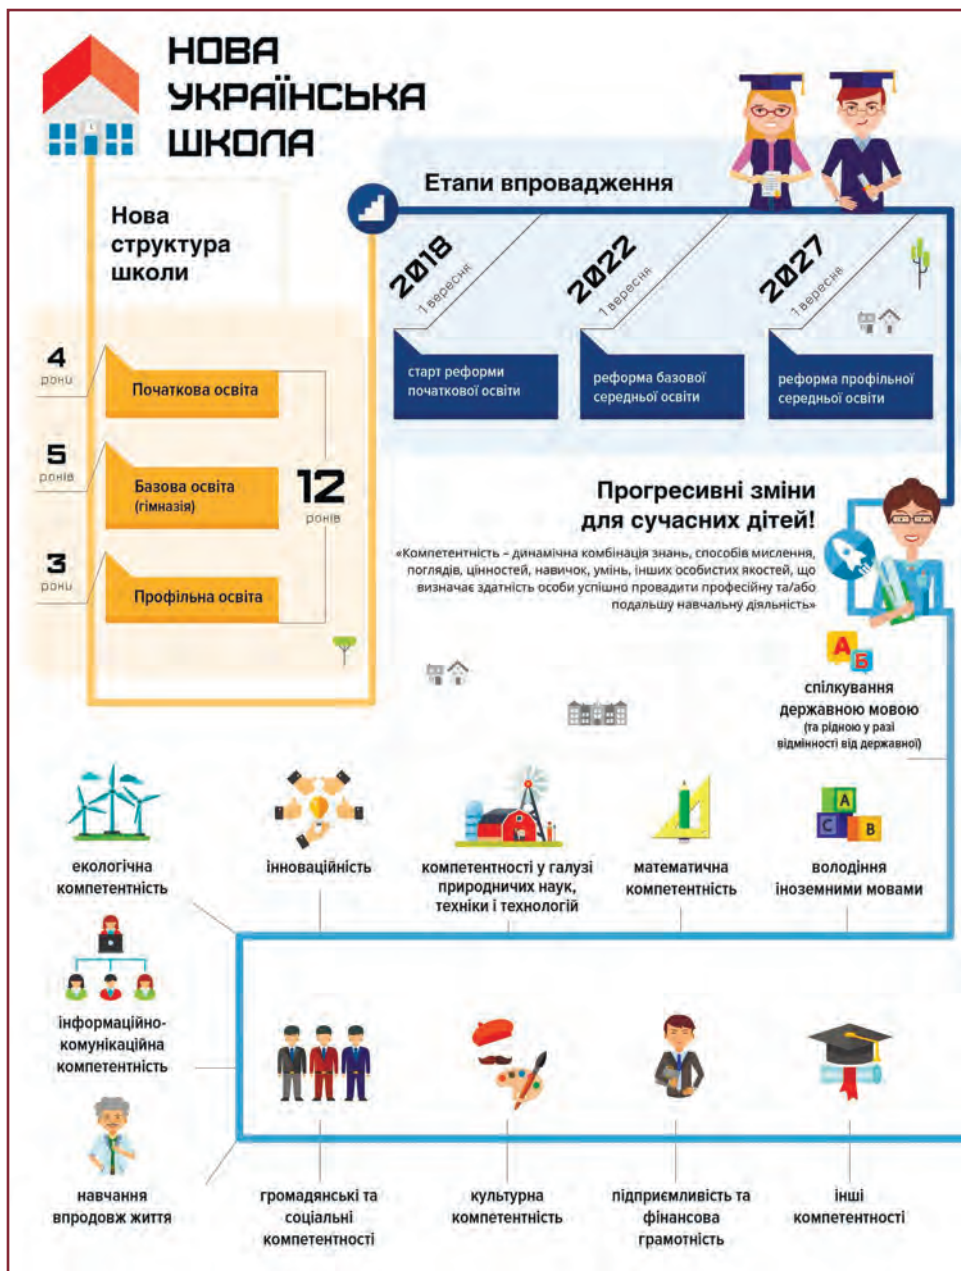 НОВА
УКРАЇНСЬКА
ШКОЛА
Нова
структура
школи
4
роки
Початкова освіта
5
років
Базова освіта
(гімназія)
3
роки
Профільна освіта
12
років
Етапи впровадження
2018
1 вересня
старт реформи
початкової освіти
2022
1 вересня
реформа базової
середньої освіти
2027
1 вересня
реформа профільної
середньої освіти
Прогресивні зміни
для сучасних дітей!
«Компетентність – динамічна комбінація знань, способів мислення,
поглядів, цінностей, навичок, умінь, інших особистих якостей, що
визначає здатність особи успішно провадити професійну та/або
подальшу навчальну діяльність»
А
Б
спілкування
державною мовою
(та рідною у разі
відмінності від державної)
екологічна
компетентність
інноваційність
компетентності у галузі
природничих наук,
техніки і технологій
математична
компетентність
A
C
B
володіння
іноземними мовами
інформаційно-
комунікаційна
компетентність
навчання
впродовж життя
громадянські та
соціальні
компетентності
культурна
компетентність
підприємливість та
фінансова
грамотність
інші
компетентності